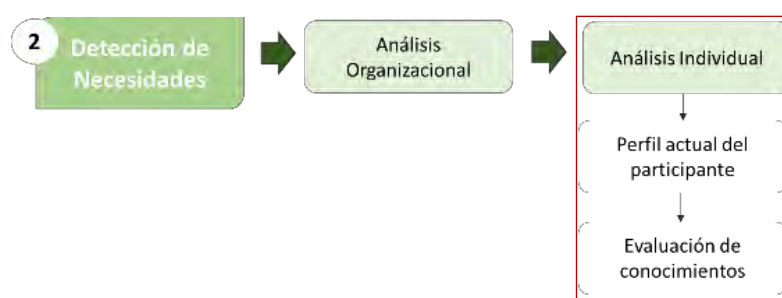 2
Detección de
Necesidades
Análisis
Organizacional
Análisis Individual
Perfil actual del
participante
Evaluación de
conocimientos